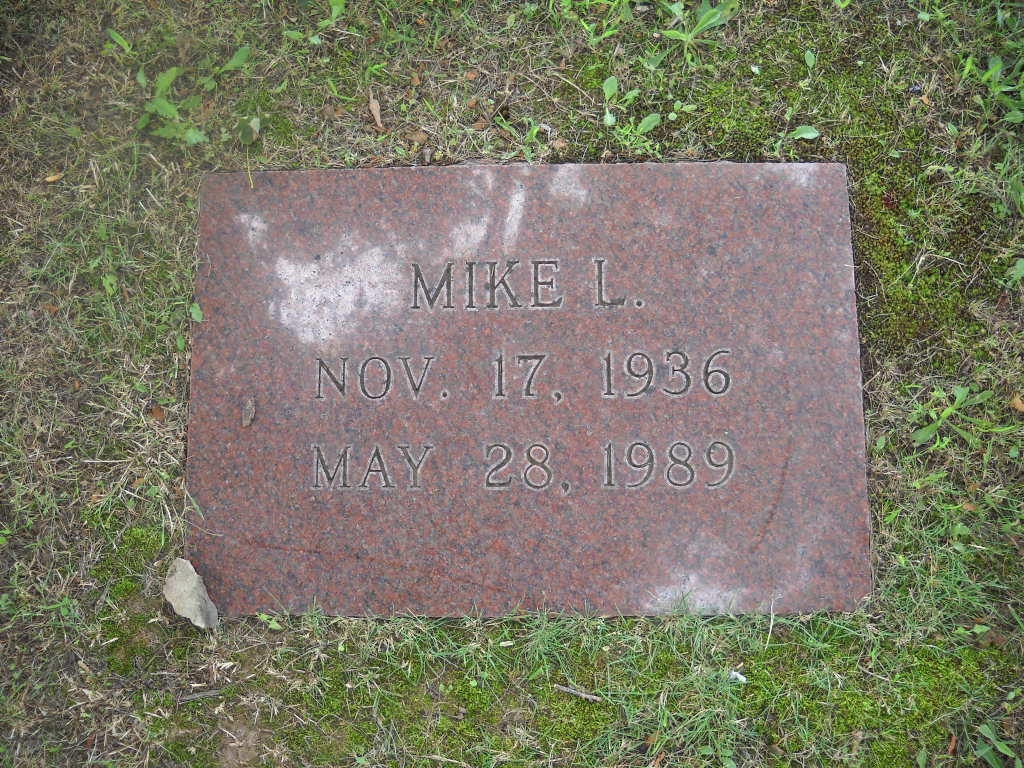 MIKE L.
NOV. 17, 1936
MAY 28, 1989